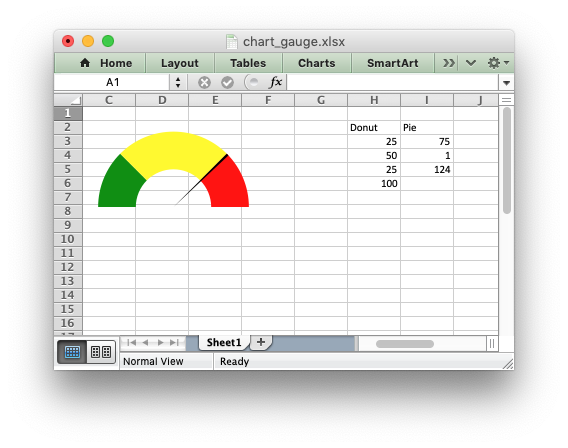 chart_gauge.xlsx
Home Layout Tables Charts SmartArt
A1 fx
C D E F G H I J
1
2 Donut Pie
3 25 75
4 50 1
5 25 124
6 100
7
8
9
10
11
12
13
14
15
16
Sheet1
Normal View Ready